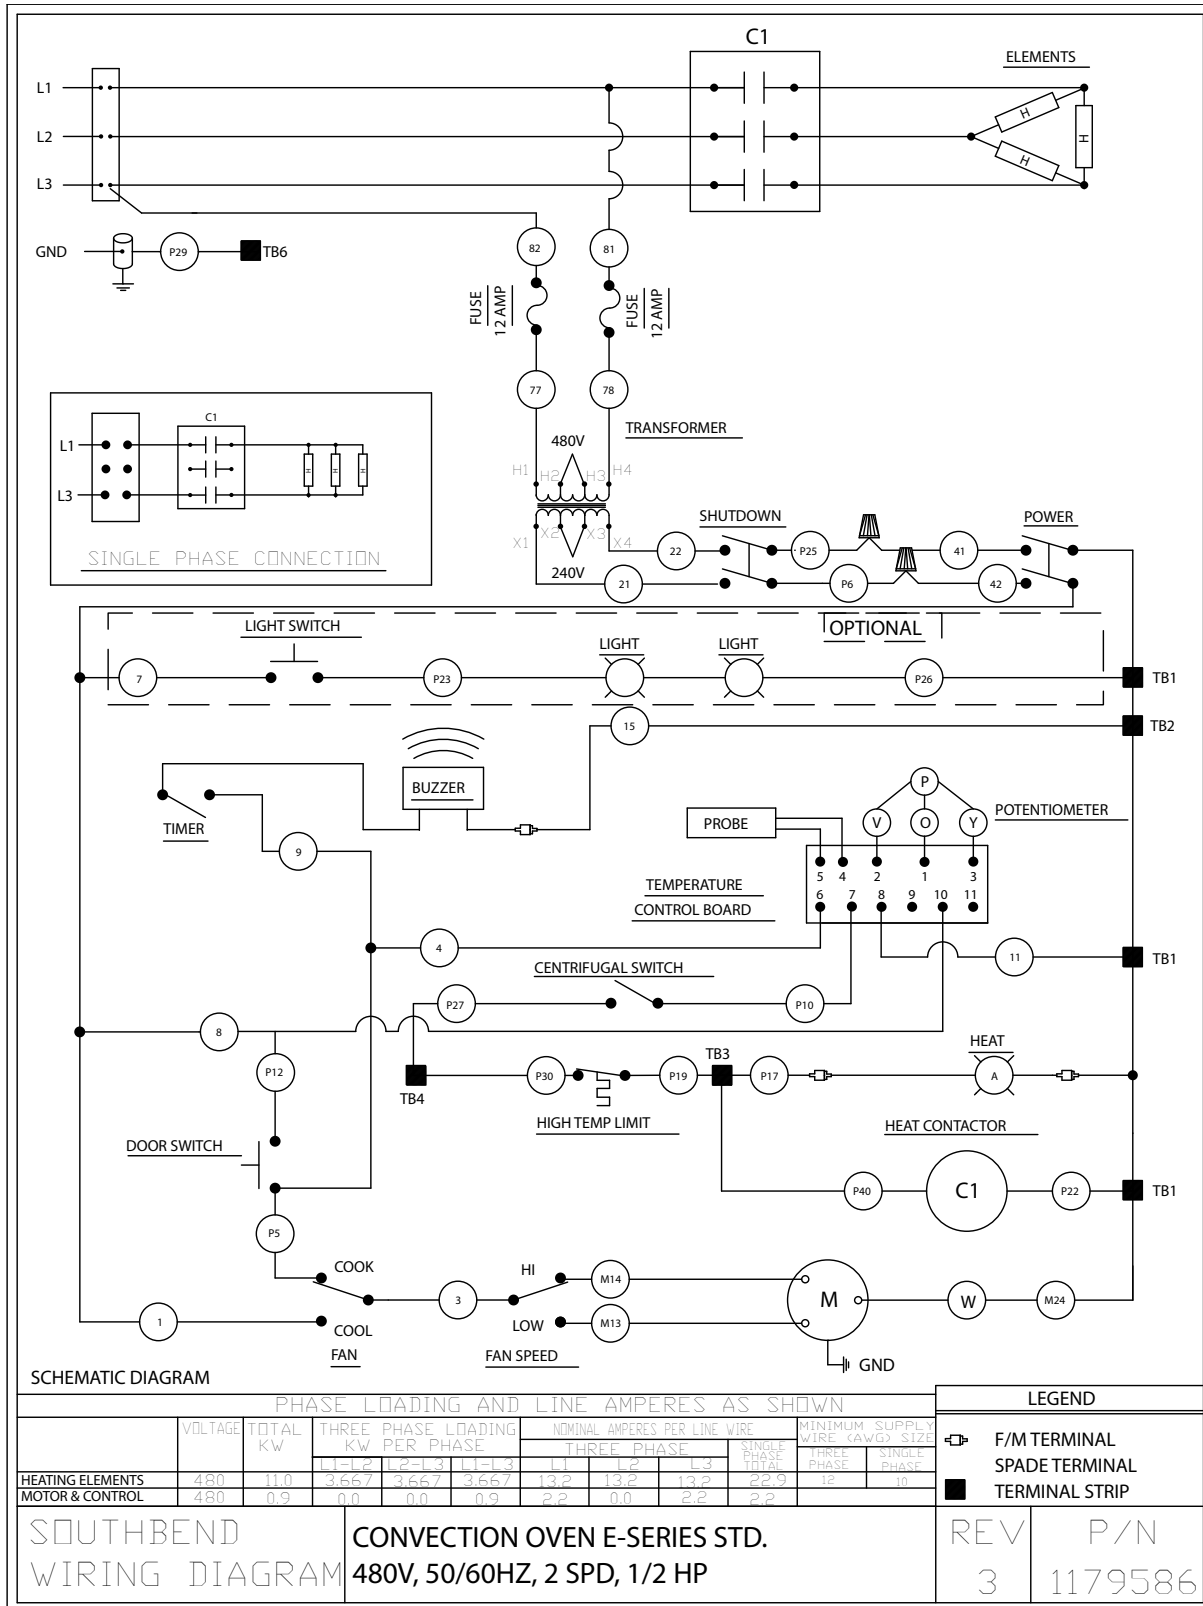 C1
ELEMENTS
L1
L2
L3
H
H
H
GND
P29
TB6
82
81
FUSE
12 AMP
FUSE
12 AMP
77
78
TRANSFORMER
480V
H1
H2
H3
H4
X1
X2
X3
X4
240V
C1
L1
L3
H
H
H
SINGLE PHASE CONNECTION
SHUTDOWN
POWER
22
P25
41
21
P6
42
OPTIONAL
LIGHT SWITCH
LIGHT
LIGHT
7
P23
P26
TB1
15
TB2
BUZZER
TIMER
9
PROBE
P
V
O
Y
POTENTIOMETER
5 4 2 1 3
6 7 8 9 10 11
TEMPERATURE
CONTROL BOARD
4
11
TB1
CENTRIFUGAL SWITCH
P27
P10
8
P12
TB4
P30
P19
TB3
P17
HEAT
A
HIGH TEMP LIMIT
HEAT CONTACTOR
DOOR SWITCH
P40
C1
P22
TB1
P5
COOK
HI
M14
3
M
W
M24
1
COOL
LOW
M13
FAN
FAN SPEED
GND
SCHEMATIC DIAGRAM
PHASE LOADING AND LINE AMPERES AS SHOWN
VOLTAGE TOTAL KW THREE PHASE LOADING KW PER PHASE NOMINAL AMPERES PER LINE WIRE MINIMUM SUPPLY WIRE (AWG) SIZE
THREE PHASE SINGLE PHASE TOTAL THREE PHASE SINGLE PHASE
L1-L2 L2-L3 L1-L3 L1 L2 L3
HEATING ELEMENTS 480 11.0 3.667 3.667 3.667 13.2 13.2 13.2 22.9 12 10
MOTOR & CONTROL 480 0.9 0.0 0.0 0.9 2.2 0.0 2.2 2.2
LEGEND
F/M TERMINAL
SPADE TERMINAL
TERMINAL STRIP
SOUTHBEND
WIRING DIAGRAM
CONVECTION OVEN E-SERIES STD.
480V, 50/60HZ, 2 SPD, 1/2 HP
REV
3
P/N
1179586